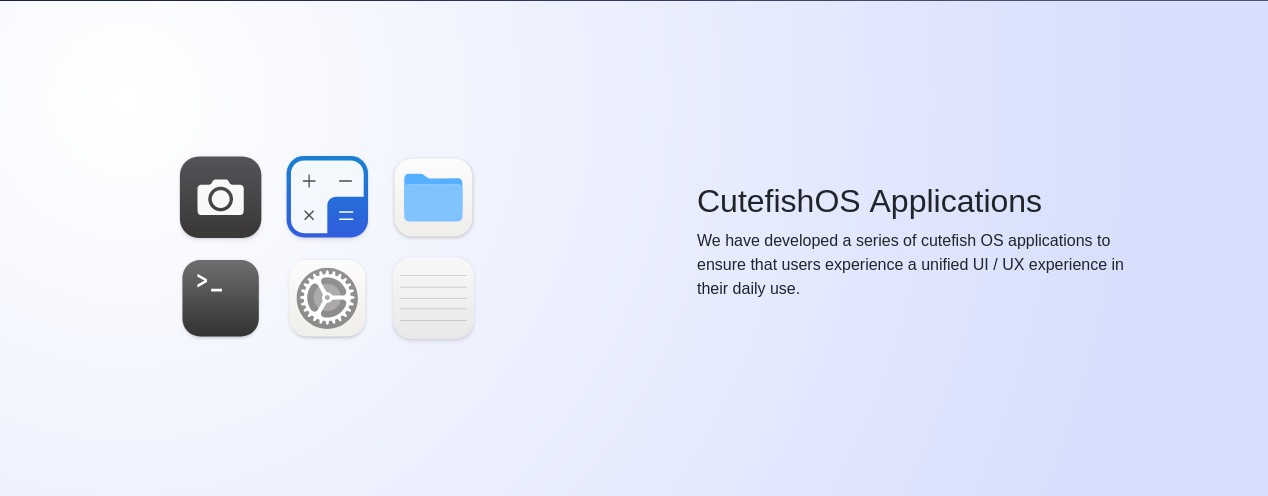 CutefishOS Applications
We have developed a series of cutefish OS applications to
ensure that users experience a unified UI / UX experience in
their daily use.